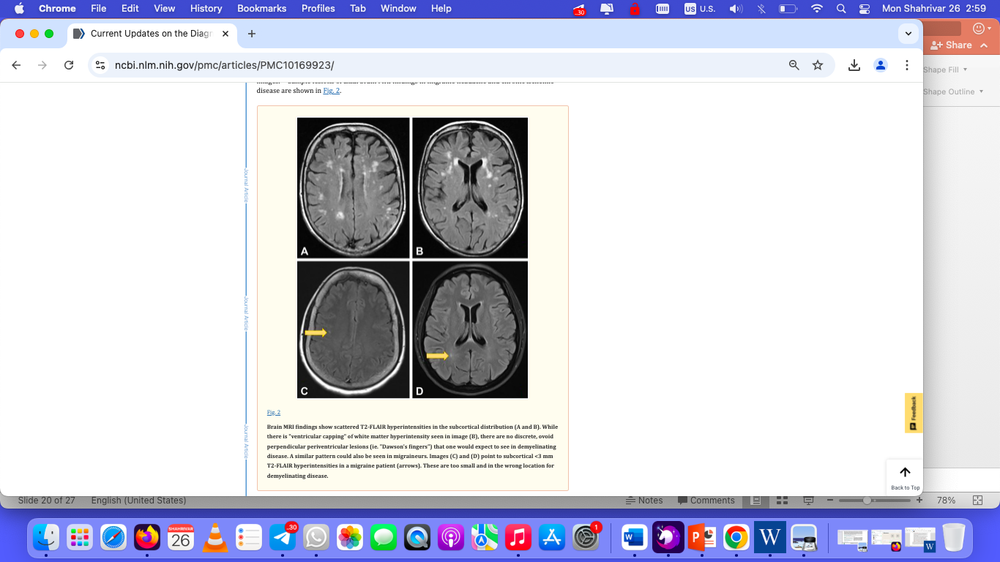 Chrome File Edit View History Bookmarks Profiles Tab Window Help .30 US U.S. Mon Shahrivar 26 2:59
Current Updates on the Diagn
Share
ncbi.nlm.nih.gov/pmc/articles/PMC10169923/
Shape Fill
Shape Outline
disease are shown in Fig. 2.
Journal Article
Journal Article
Journal Article
A
B
C
D
Fig. 2
Brain MRI findings show scattered T2-FLAIR hyperintensities in the subcortical distribution (A and B). While
there is "ventricular capping" of white matter hyperintensity seen in image (B), there are no discrete, ovoid
perpendicular periventricular lesions (ie. "Dawson's fingers") that one would expect to see in demyelinating
disease. A similar pattern could also be seen in migraineurs. Images (C) and (D) point to subcortical <3 mm
T2-FLAIR hyperintensities in a migraine patient (arrows). These are too small and in the wrong location for
demyelinating disease.
Feedback
Back to Top
Slide 20 of 27 English (United States) Notes Comments 78%
SHAHRIVAR
26
.30
1
W
P
W
W